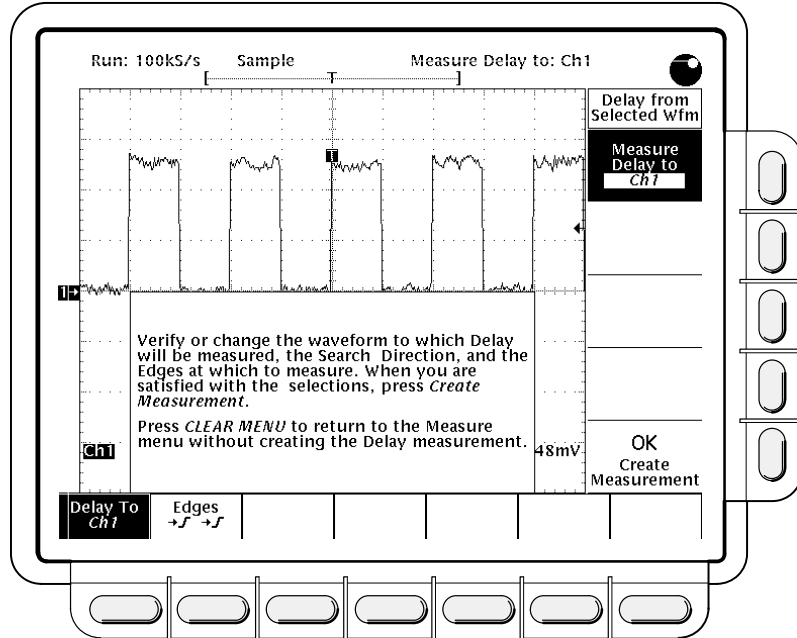 Run: 100kS/s Sample Measure Delay to: Ch1
[ T ]
Delay from
Selected Wfm
Measure
Delay to
Ch1
T
1→
Verify or change the waveform to which Delay
will be measured, the Search Direction, and the
Edges at which to measure. When you are
satisfied with the selections, press Create
Measurement.
Press CLEAR MENU to return to the Measure
menu without creating the Delay measurement.
Ch1
48mV
OK
Create
Measurement
Delay To
Ch1
Edges